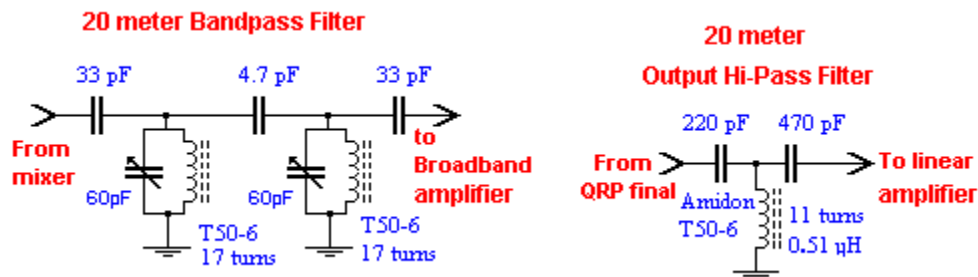 20 meter Bandpass Filter
33 pF
4.7 pF
33 pF
From
mixer
60pF
60pF
to
Broadband
amplifier
T50-6
17 turns
T50-6
17 turns
20 meter
Output Hi-Pass Filter
220 pF
470 pF
From
QRP final
To linear
amplifier
Amidon
T50-6
11 turns
0.51 µH